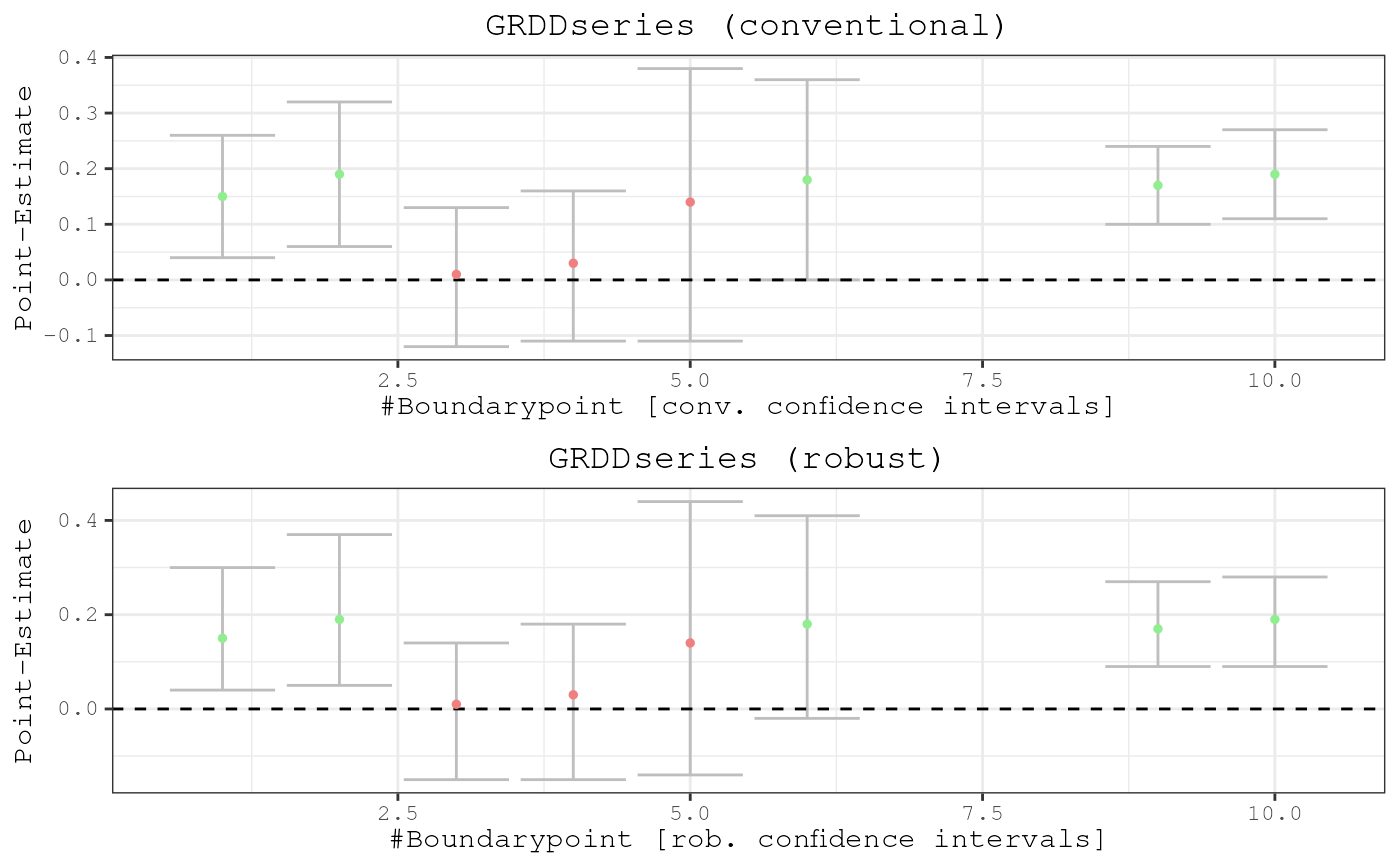 GRDDseries (conventional)
Point-Estimate
0.4
0.3
0.2
0.1
0.0
-0.1
2.5 5.0 7.5 10.0
#Boundarypoint [conv. confidence intervals]
GRDDseries (robust)
Point-Estimate
0.4
0.2
0.0
2.5 5.0 7.5 10.0
#Boundarypoint [rob. confidence intervals]